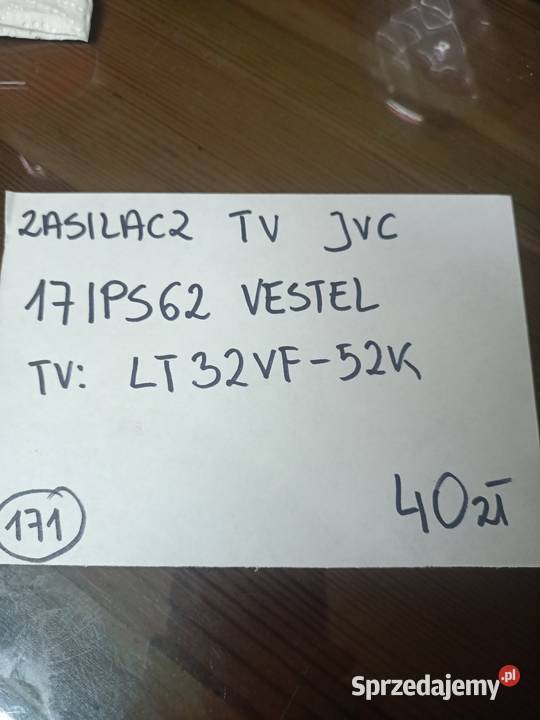 ZASILACZ TV JVC
17IPS62 VESTEL
TV: LT32VF-52K
171
40zł
Sprzedajemy.pl